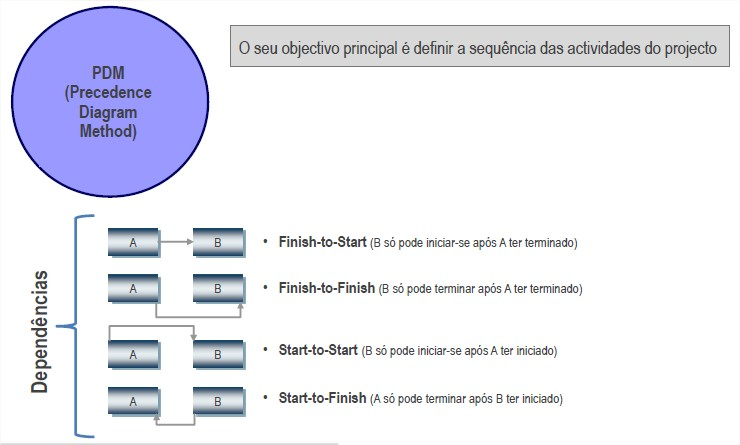 PDM
(Precedence
Diagram
Method)
O seu objectivo principal é definir a sequência das actividades do projecto
Dependências
A B • Finish-to-Start (B só pode iniciar-se após A ter terminado)
A B • Finish-to-Finish (B só pode terminar após A ter terminado)
A B • Start-to-Start (B só pode iniciar-se após A ter iniciado)
A B • Start-to-Finish (A só pode terminar após B ter iniciado)